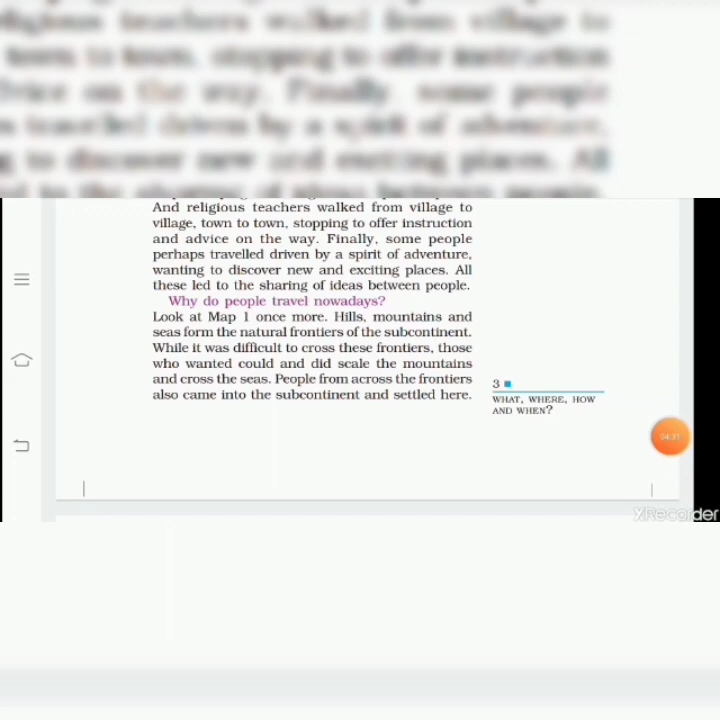 And religious teachers walked from village to
village, town to town, stopping to offer instruction
and advice on the way. Finally, some people
perhaps travelled driven by a spirit of adventure,
wanting to discover new and exciting places. All
these led to the sharing of ideas between people.
Why do people travel nowadays?
Look at Map 1 once more. Hills, mountains and
seas form the natural frontiers of the subcontinent.
While it was difficult to cross these frontiers, those
who wanted could and did scale the mountains
and cross the seas. People from across the frontiers
also came into the subcontinent and settled here.
3
WHAT, WHERE, HOW
AND WHEN?
04:31
XRecorder